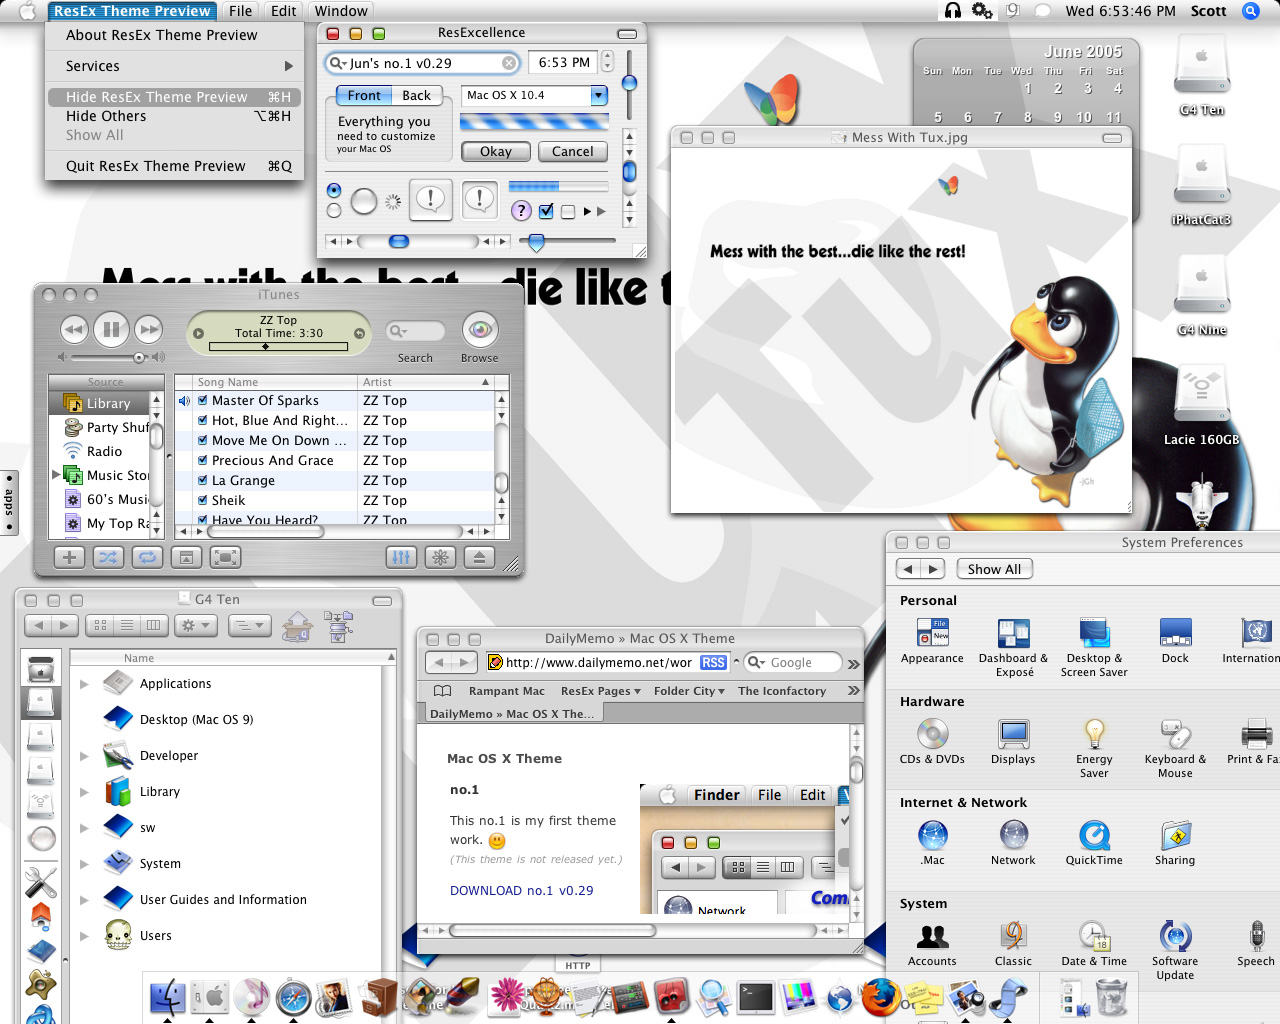 ResEx Theme Preview File Edit Window
Wed 6:53:46 PM Scott
About ResEx Theme Preview
Services
Hide ResEx Theme Preview ⌘H
Hide Others ⌥⌘H
Show All
Quit ResEx Theme Preview ⌘Q
ResExcellence
Jun's no.1 v0.29
6:53 PM
Front Back
Mac OS X 10.4
Everything you
need to customize
your Mac OS
Okay Cancel
June 2005
Sun Mon Tue Wed Thu Fri Sat
1 2 3 4
5 6 7 8 9 10 11
G4 Ten
iPhatCat3
G4 Nine
Lacie 160GB
Mess With Tux.jpg
Mess with the best...die like the rest!
-JGh
Mess with the best...die like t
TUX
iTunes
ZZ Top
Total Time: 3:30
Search
Browse
Source
Library
Party Shuf
Radio
Music Sto
60's Musi
My Top Ra
Song Name Artist
Master Of Sparks ZZ Top
Hot, Blue And Right... ZZ Top
Move Me On Down ... ZZ Top
Precious And Grace ZZ Top
La Grange ZZ Top
Sheik ZZ Top
Have You Heard? ZZ Top
apps
G4 Ten
Name
Applications
Desktop (Mac OS 9)
Developer
Library
sw
System
User Guides and Information
Users
DailyMemo » Mac OS X Theme
http://www.dailymemo.net/wor RSS
Google
Rampant Mac ResEx Pages Folder City The Iconfactory
DailyMemo » Mac OS X The...
Mac OS X Theme
no.1
This no.1 is my first theme
work.
(This theme is not released yet.)
DOWNLOAD no.1 v0.29
Finder File Edit
Network
Com
HTTP
System Preferences
Show All
Personal
Appearance
Dashboard &
Exposé
Desktop &
Screen Saver
Dock
Internation
Hardware
CDs & DVDs
Displays
Energy
Saver
Keyboard &
Mouse
Print & Fa
Internet & Network
.Mac
Network
QuickTime
Sharing
System
Accounts
Classic
Date & Time
Software
Update
Speech